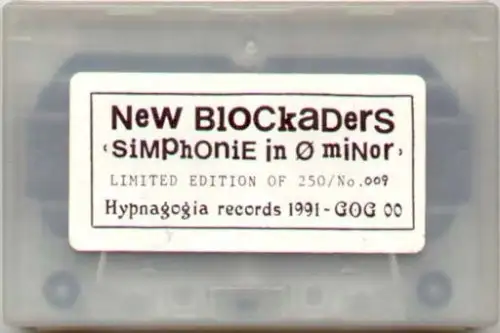 New BlOCkaDerS
‹SiMPhOniE in Ø miNor›
LIMITED EDITION OF 250/No.009
Hypnagogia records 1991-GOG 00